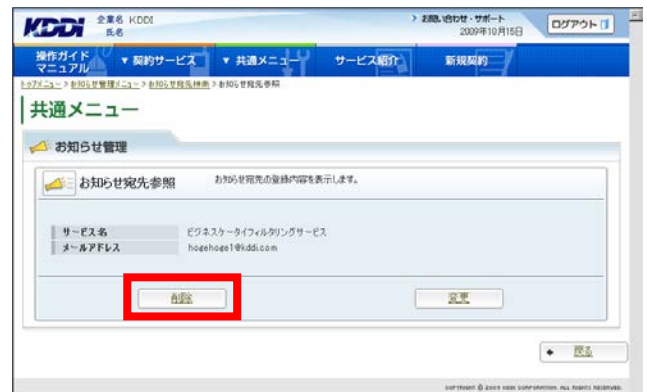 KDDI 企業名 KDDI
氏名
お問い合わせ・サポート
2009年10月15日
ログアウト
操作ガイド
マニュアル
▼ 契約サービス
▼ 共通メニュー
サービス紹介
新規契約
トップメニュー > お知らせ管理メニュー > お知らせ宛先検索 > お知らせ宛先参照
共通メニュー
お知らせ管理
お知らせ宛先参照 お知らせ宛先の登録内容を表示します。
サービス名 ビジネスケータイフィルタリングサービス
メールアドレス hogehoge1@kddi.com
削除 変更
戻る
COPYRIGHT © 2009 KDDI CORPORATION. ALL RIGHTS RESERVED.